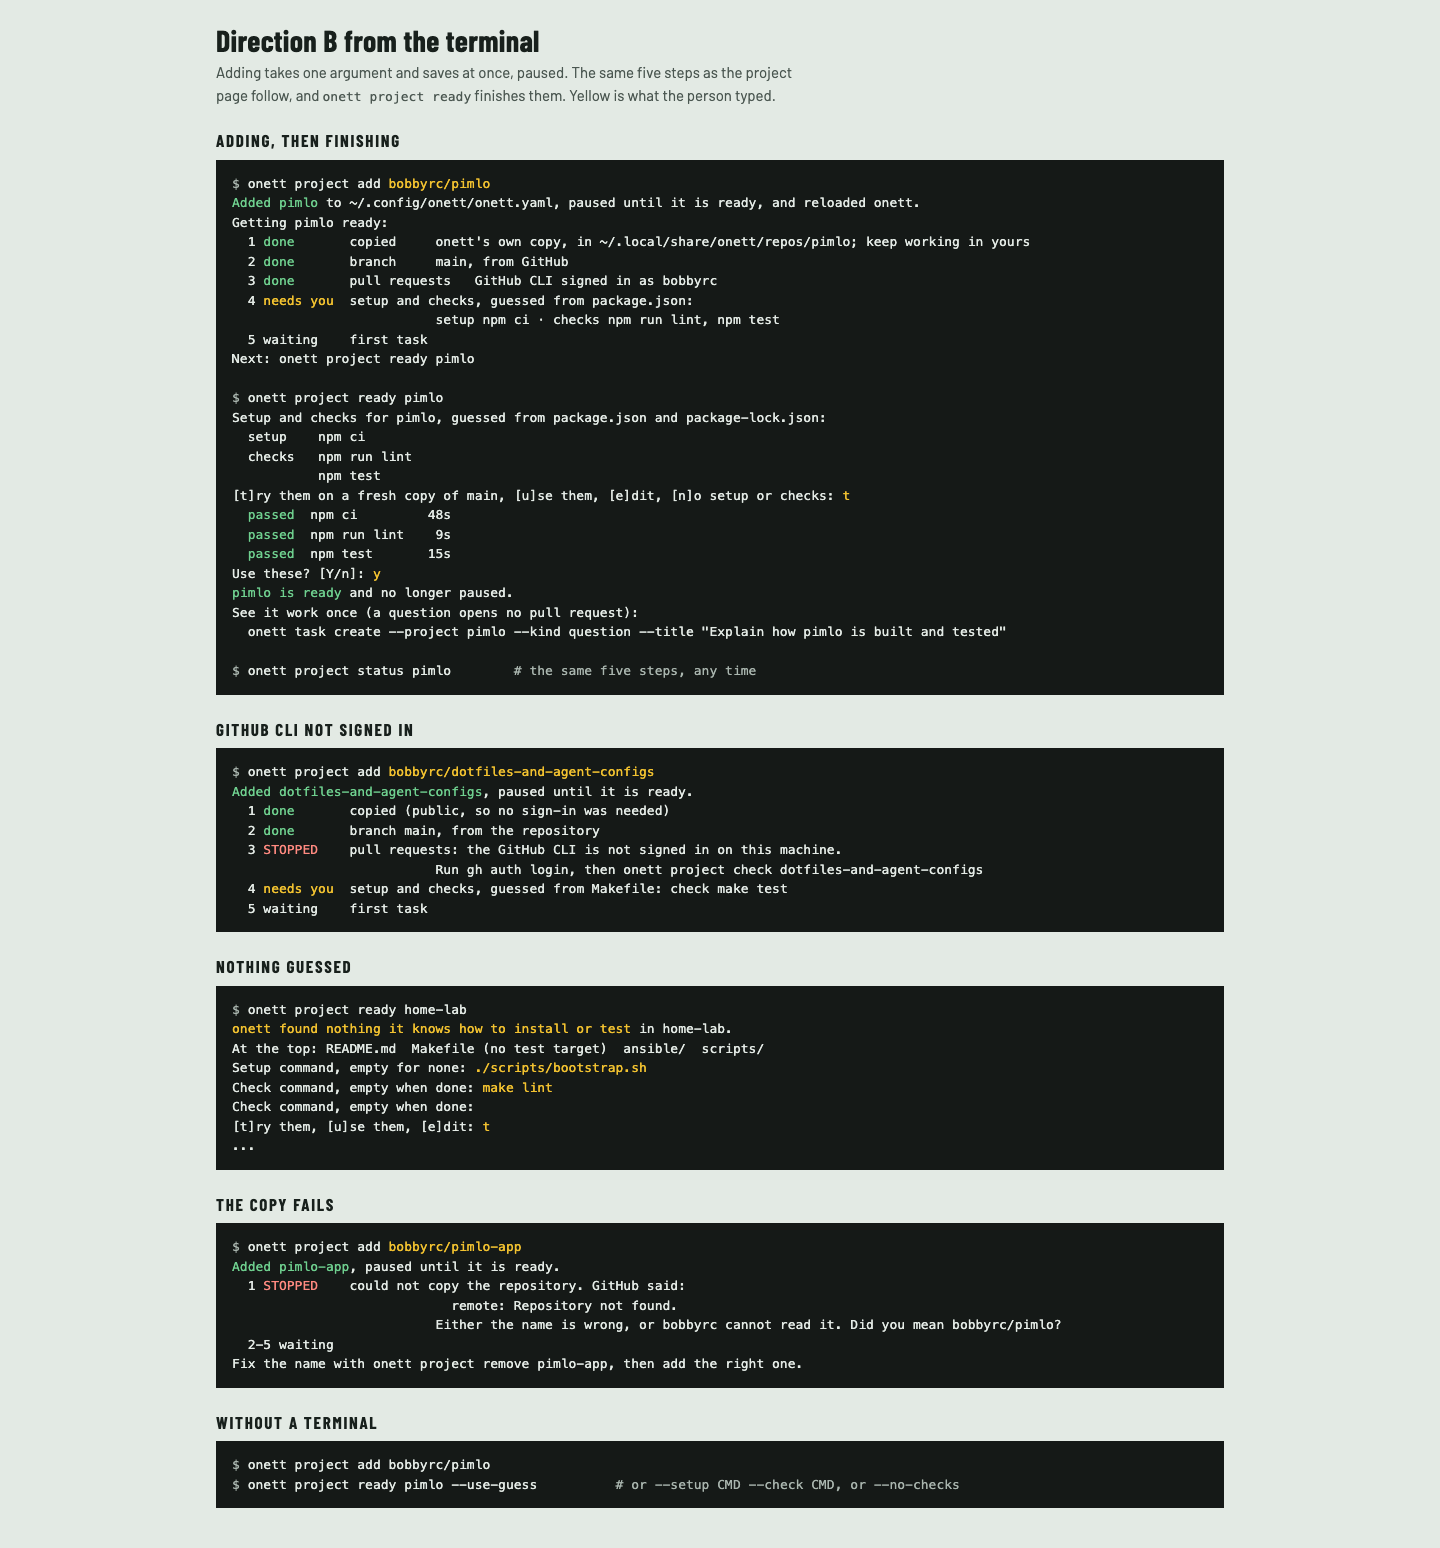 Direction B from the terminal
Adding takes one argument and saves at once, paused. The same five steps as the project
page follow, and onett project ready finishes them. Yellow is what the person typed.
ADDING, THEN FINISHING
$ onett project add bobbyrc/pimlo
Added pimlo to ~/.config/onett/onett.yaml, paused until it is ready, and reloaded onett.
Getting pimlo ready:
  1 done       copied     onett's own copy, in ~/.local/share/onett/repos/pimlo; keep working in yours
  2 done       branch     main, from GitHub
  3 done       pull requests   GitHub CLI signed in as bobbyrc
  4 needs you  setup and checks, guessed from package.json:
                          setup npm ci · checks npm run lint, npm test
  5 waiting    first task
Next: onett project ready pimlo
$ onett project ready pimlo
Setup and checks for pimlo, guessed from package.json and package-lock.json:
  setup    npm ci
  checks   npm run lint
           npm test
[t]ry them on a fresh copy of main, [u]se them, [e]dit, [n]o setup or checks: t
  passed  npm ci         48s
  passed  npm run lint    9s
  passed  npm test       15s
Use these? [Y/n]: y
pimlo is ready and no longer paused.
See it work once (a question opens no pull request):
  onett task create --project pimlo --kind question --title "Explain how pimlo is built and tested"
$ onett project status pimlo        # the same five steps, any time
GITHUB CLI NOT SIGNED IN
$ onett project add bobbyrc/dotfiles-and-agent-configs
Added dotfiles-and-agent-configs, paused until it is ready.
  1 done       copied (public, so no sign-in was needed)
  2 done       branch main, from the repository
  3 STOPPED    pull requests: the GitHub CLI is not signed in on this machine.
                          Run gh auth login, then onett project check dotfiles-and-agent-configs
  4 needs you  setup and checks, guessed from Makefile: check make test
  5 waiting    first task
NOTHING GUESSED
$ onett project ready home-lab
onett found nothing it knows how to install or test in home-lab.
At the top: README.md  Makefile (no test target)  ansible/  scripts/
Setup command, empty for none: ./scripts/bootstrap.sh
Check command, empty when done: make lint
Check command, empty when done:
[t]ry them, [u]se them, [e]dit: t
...
THE COPY FAILS
$ onett project add bobbyrc/pimlo-app
Added pimlo-app, paused until it is ready.
  1 STOPPED    could not copy the repository. GitHub said:
                            remote: Repository not found.
                          Either the name is wrong, or bobbyrc cannot read it. Did you mean bobbyrc/pimlo?
  2-5 waiting
Fix the name with onett project remove pimlo-app, then add the right one.
WITHOUT A TERMINAL
$ onett project add bobbyrc/pimlo
$ onett project ready pimlo --use-guess          # or --setup CMD --check CMD, or --no-checks